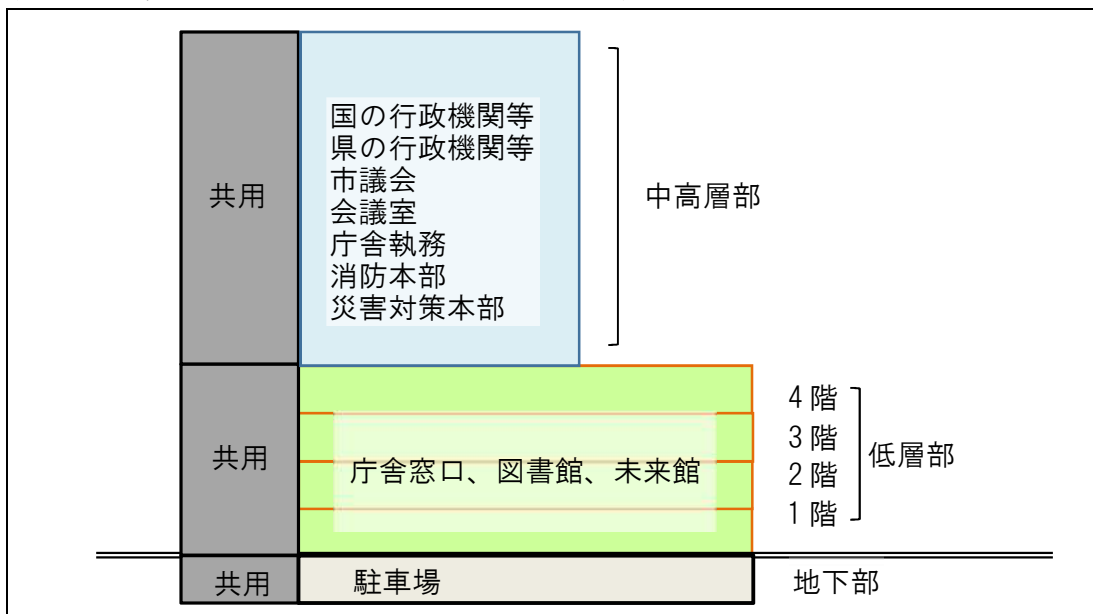 共用
国の行政機関等
県の行政機関等
市議会
会議室
庁舎執務
消防本部
災害対策本部
中高層部
共用
庁舎窓口、図書館、未来館
4階
3階
2階
1階
低層部
共用
駐車場
地下部